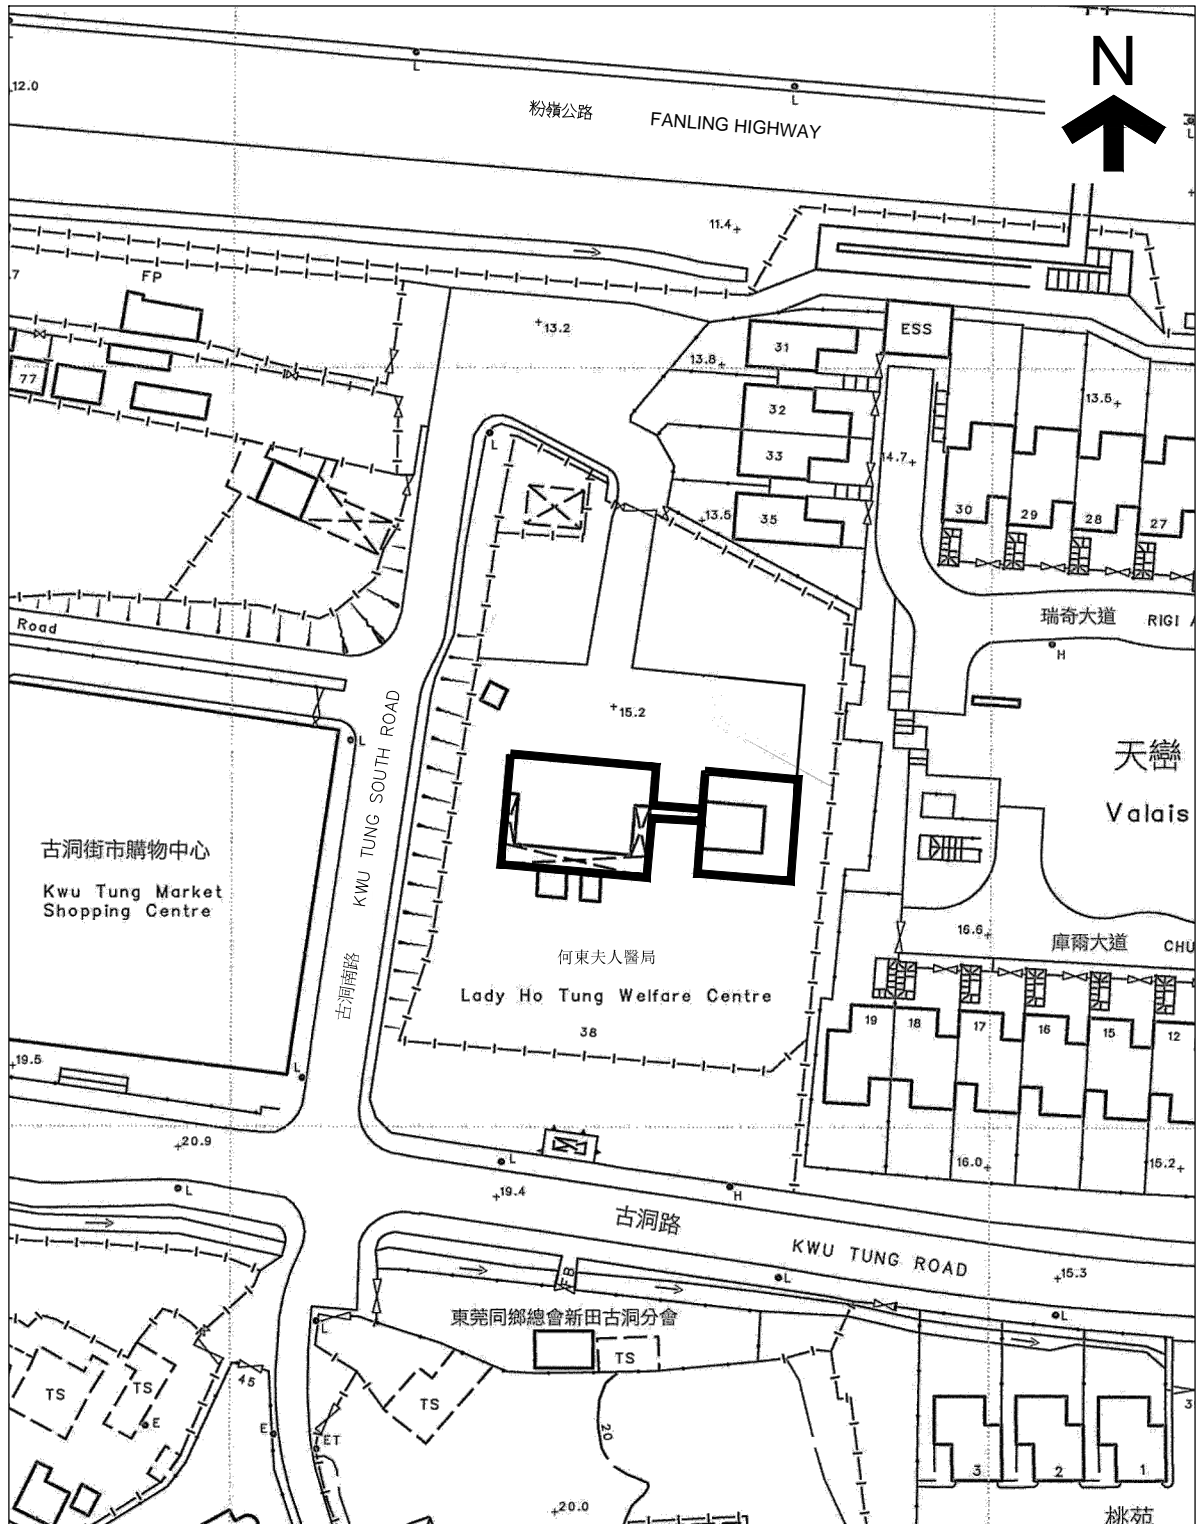 N
12.0
L
L
L
粉嶺公路 FANLING HIGHWAY
11.4
.7
FP
13.2
ESS
31
13.8
77
32
13.5
33
L
14.7
13.5
35
30
29
28
27
瑞奇大道 RIGI
Road
H
15.2
L
KWU TUNG SOUTH ROAD
古洞南路
天巒
Valais
古洞街市購物中心
Kwu Tung Market
Shopping Centre
16.6
庫爾大道 CHU
何東夫人醫局
Lady Ho Tung Welfare Centre
38
19
18
17
16
15
12
19.5
L
20.9
L
16.0
15.2
L
19.4
H
古洞路
KWU TUNG ROAD
FB
L
15.3
L
東莞同鄉總會新田古洞分會
L
TS
TS
TS
TS
45
E
E
ET
20
3
3
2
1
20.0
桃苑